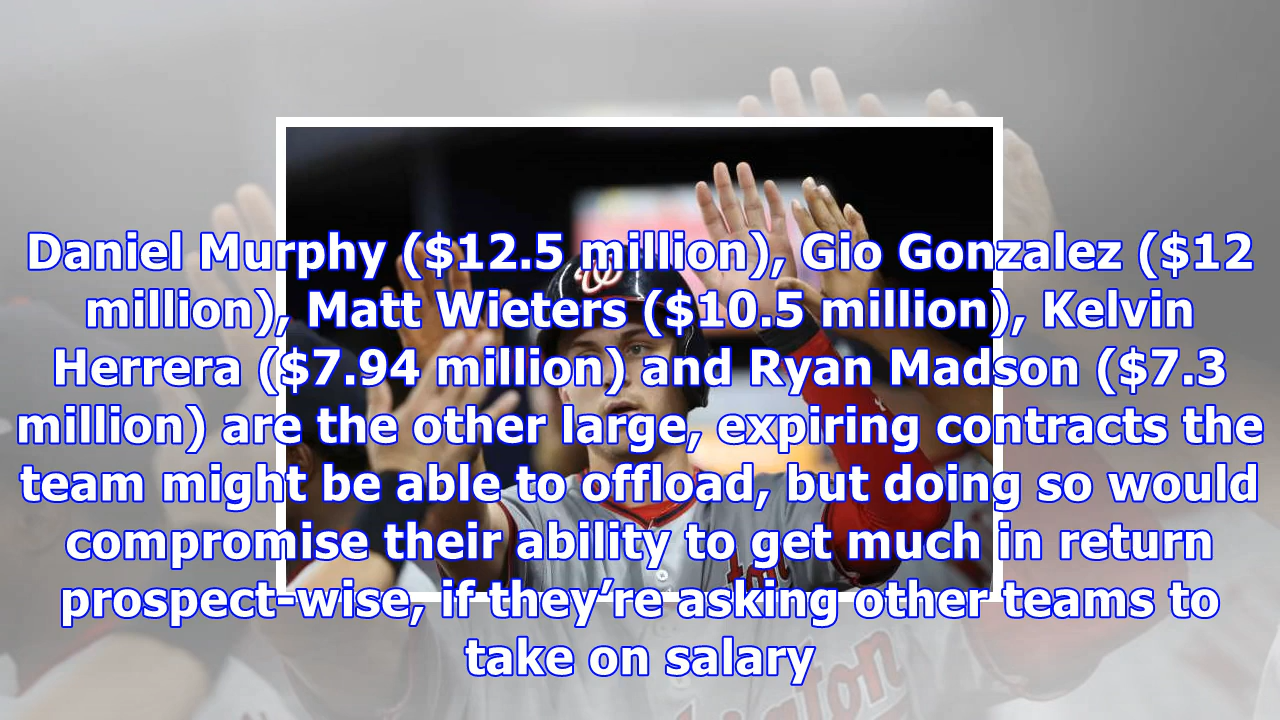 Daniel Murphy ($12.5 million), Gio Gonzalez ($12
million), Matt Wieters ($10.5 million), Kelvin
Herrera ($7.94 million) and Ryan Madson ($7.3
million) are the other large, expiring contracts the
team might be able to offload, but doing so would
compromise their ability to get much in return
prospect-wise, if they’re asking other teams to
take on salary